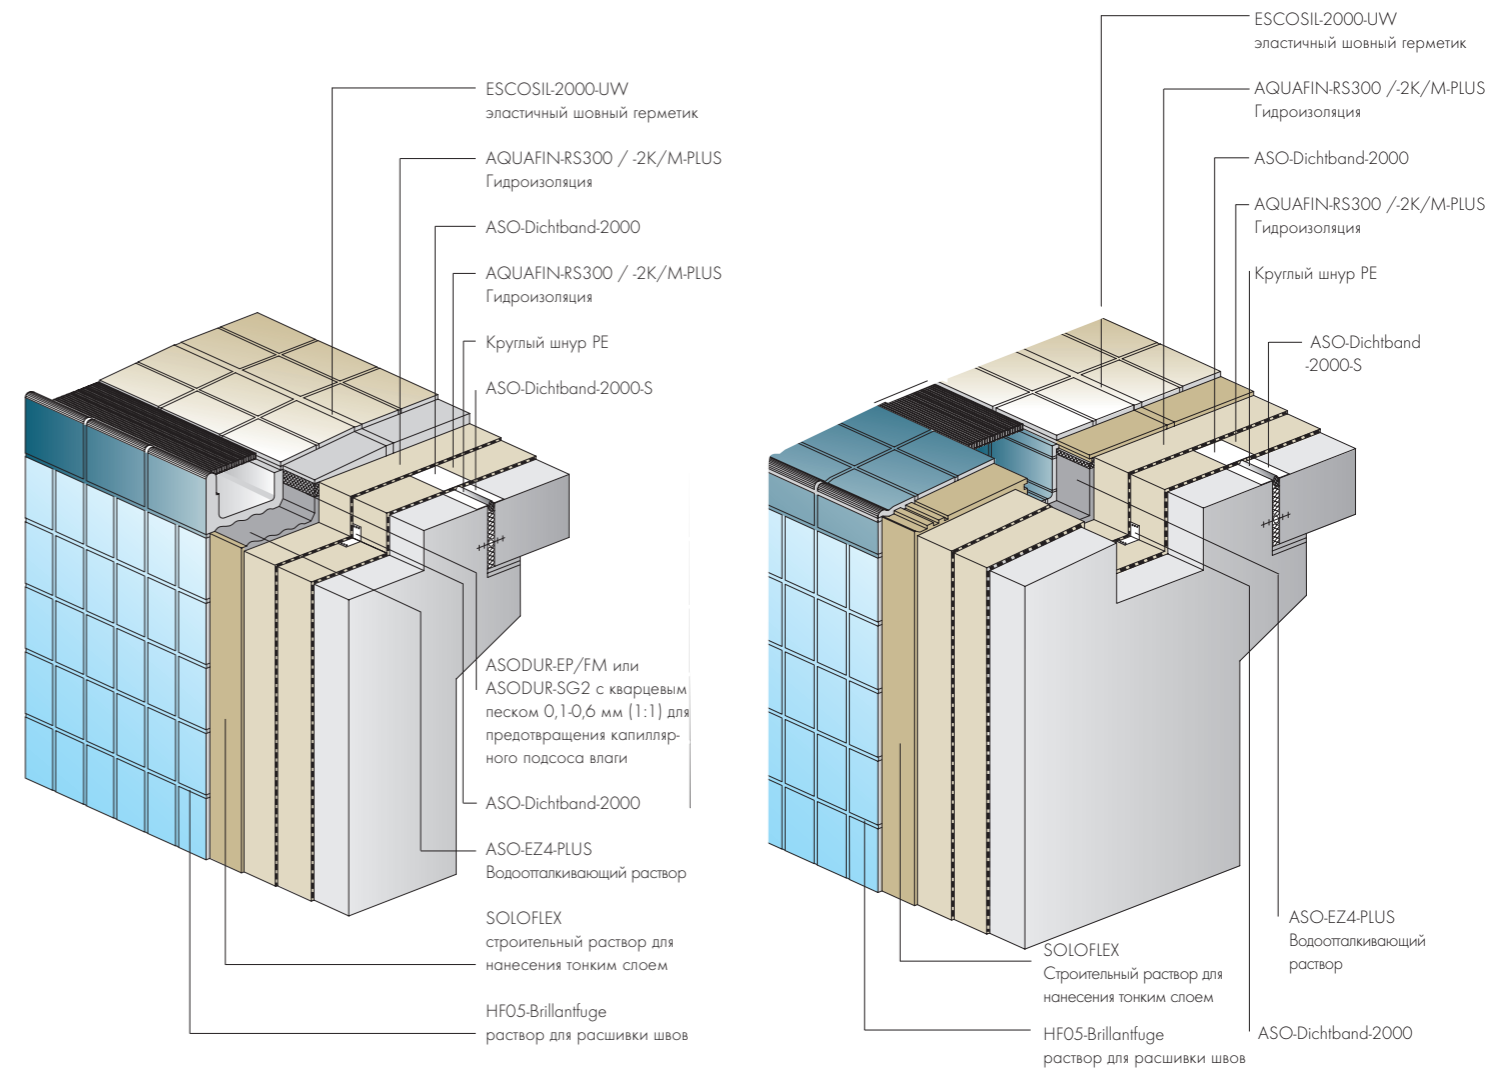 ESCOSIL-2000-UW
эластичный шовный герметик
AQUAFIN-RS300 / -2K/M-PLUS
Гидроизоляция
ASO-Dichtband-2000
AQUAFIN-RS300 / -2K/M-PLUS
Гидроизоляция
Круглый шнур PE
ASO-Dichtband-2000-S
ASODUR-EP/FM или
ASODUR-SG2 с кварцевым
песком 0,1-0,6 мм (1:1) для
предотвращения капилляр-
ного подсоса влаги
ASO-Dichtband-2000
ASO-EZ4-PLUS
Водоотталкивающий раствор
SOLOFLEX
строительный раствор для
нанесения тонким слоем
HF05-Brillantfuge
раствор для расшивки швов
ESCOSIL-2000-UW
эластичный шовный герметик
AQUAFIN-RS300 /-2K/M-PLUS
Гидроизоляция
ASO-Dichtband-2000
AQUAFIN-RS300 /-2K/M-PLUS
Гидроизоляция
Круглый шнур PE
ASO-Dichtband
-2000-S
ASO-EZ4-PLUS
Водоотталкивающий
раствор
SOLOFLEX
Строительный раствор для
нанесения тонким слоем
ASO-Dichtband-2000
HF05-Brillantfuge
раствор для расшивки швов